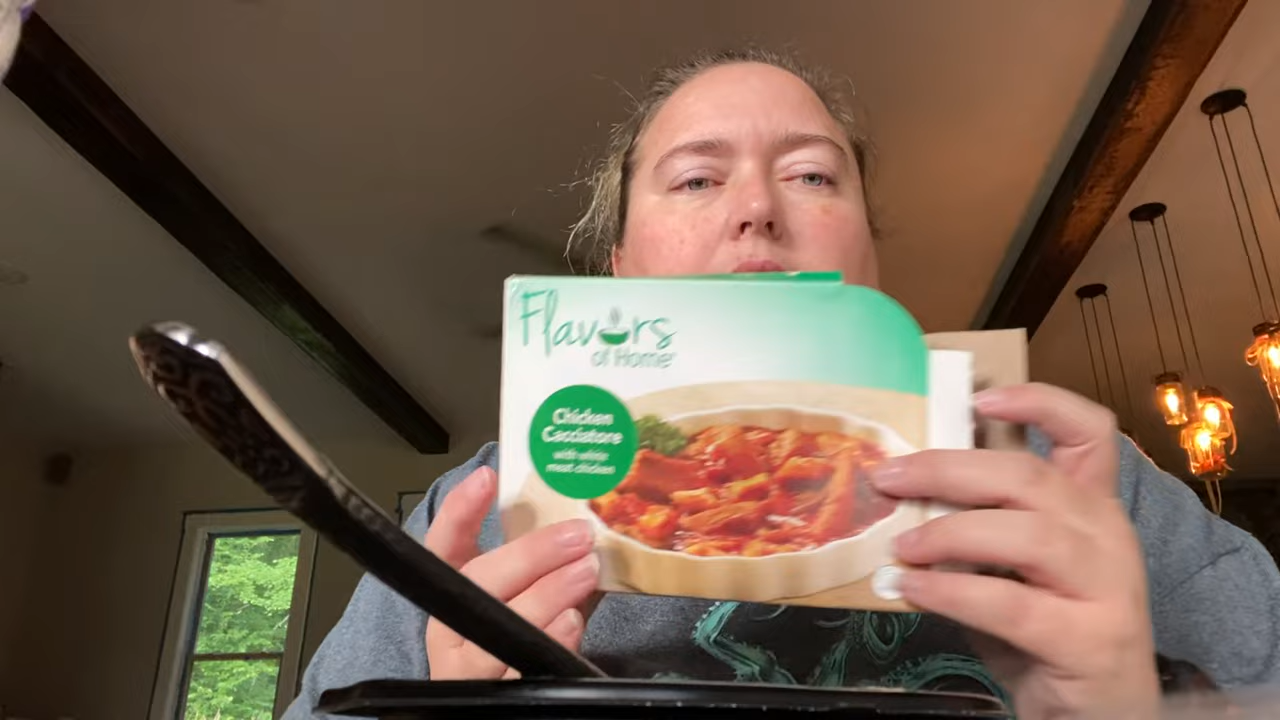 Flavors
of Home
Chicken
Cacciatore
with white
meat chicken